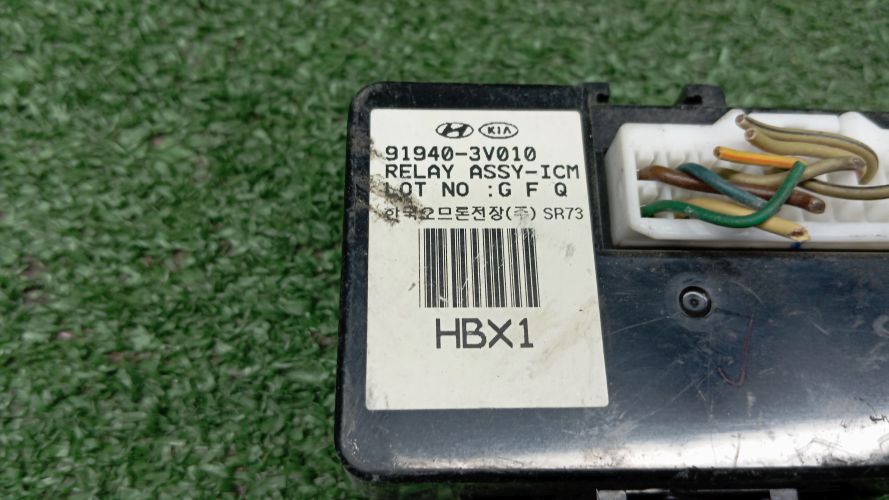 KIA
91940-3V010
RELAY ASSY-ICM
LOT NO :G F Q
한국오므론전장(주) SR73
HBX1